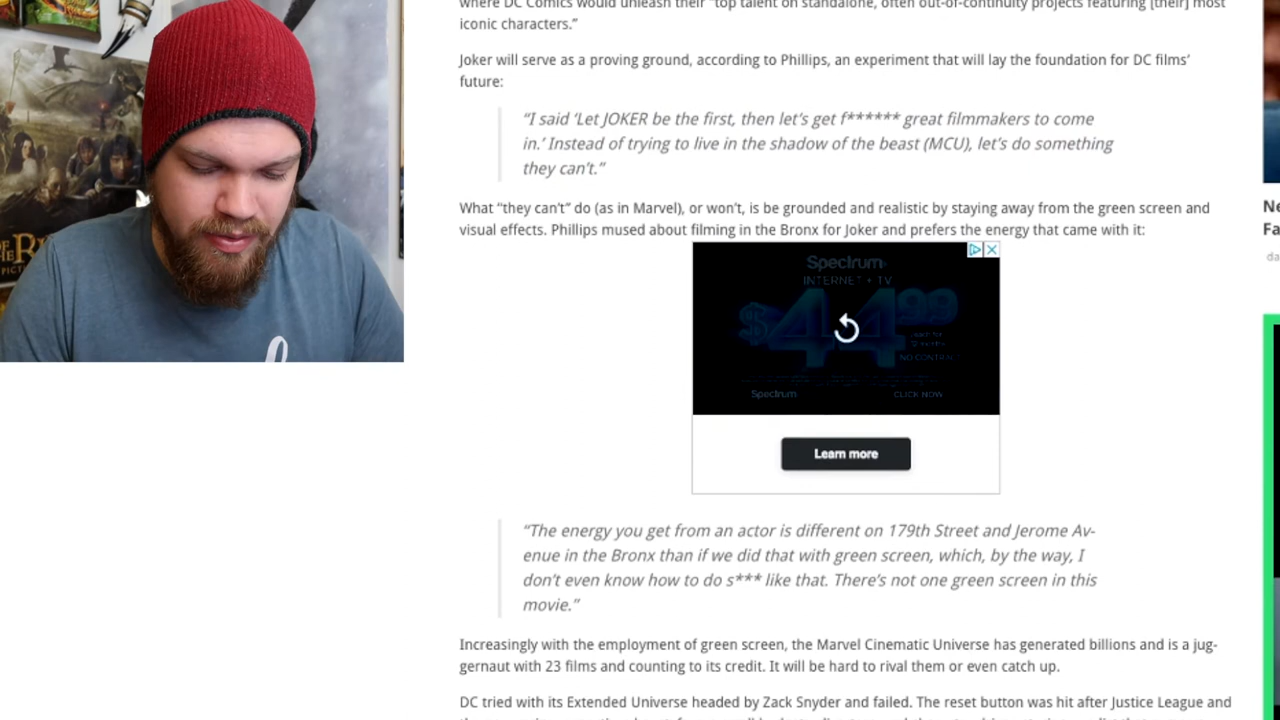 where DC Comics would unleash their "top talent on standalone, often out-of-continuity projects featuring [their] most
iconic characters."
Joker will serve as a proving ground, according to Phillips, an experiment that will lay the foundation for DC films'
future:
"I said 'Let JOKER be the first, then let's get f****** great filmmakers to come
in.' Instead of trying to live in the shadow of the beast (MCU), let's do something
they can't."
What "they can't" do (as in Marvel), or won't, is be grounded and realistic by staying away from the green screen and
visual effects. Phillips mused about filming in the Bronx for Joker and prefers the energy that came with it:
Spectrum
INTERNET + TV
$44.99
NO CONTRACT
Spectrum
CLICK NOW
Learn more
"The energy you get from an actor is different on 179th Street and Jerome Av-
enue in the Bronx than if we did that with green screen, which, by the way, I
don't even know how to do s*** like that. There's not one green screen in this
movie."
Increasingly with the employment of green screen, the Marvel Cinematic Universe has generated billions and is a jug-
gernaut with 23 films and counting to its credit. It will be hard to rival them or even catch up.
DC tried with its Extended Universe headed by Zack Snyder and failed. The reset button was hit after Justice League and
Ne
Fa
da